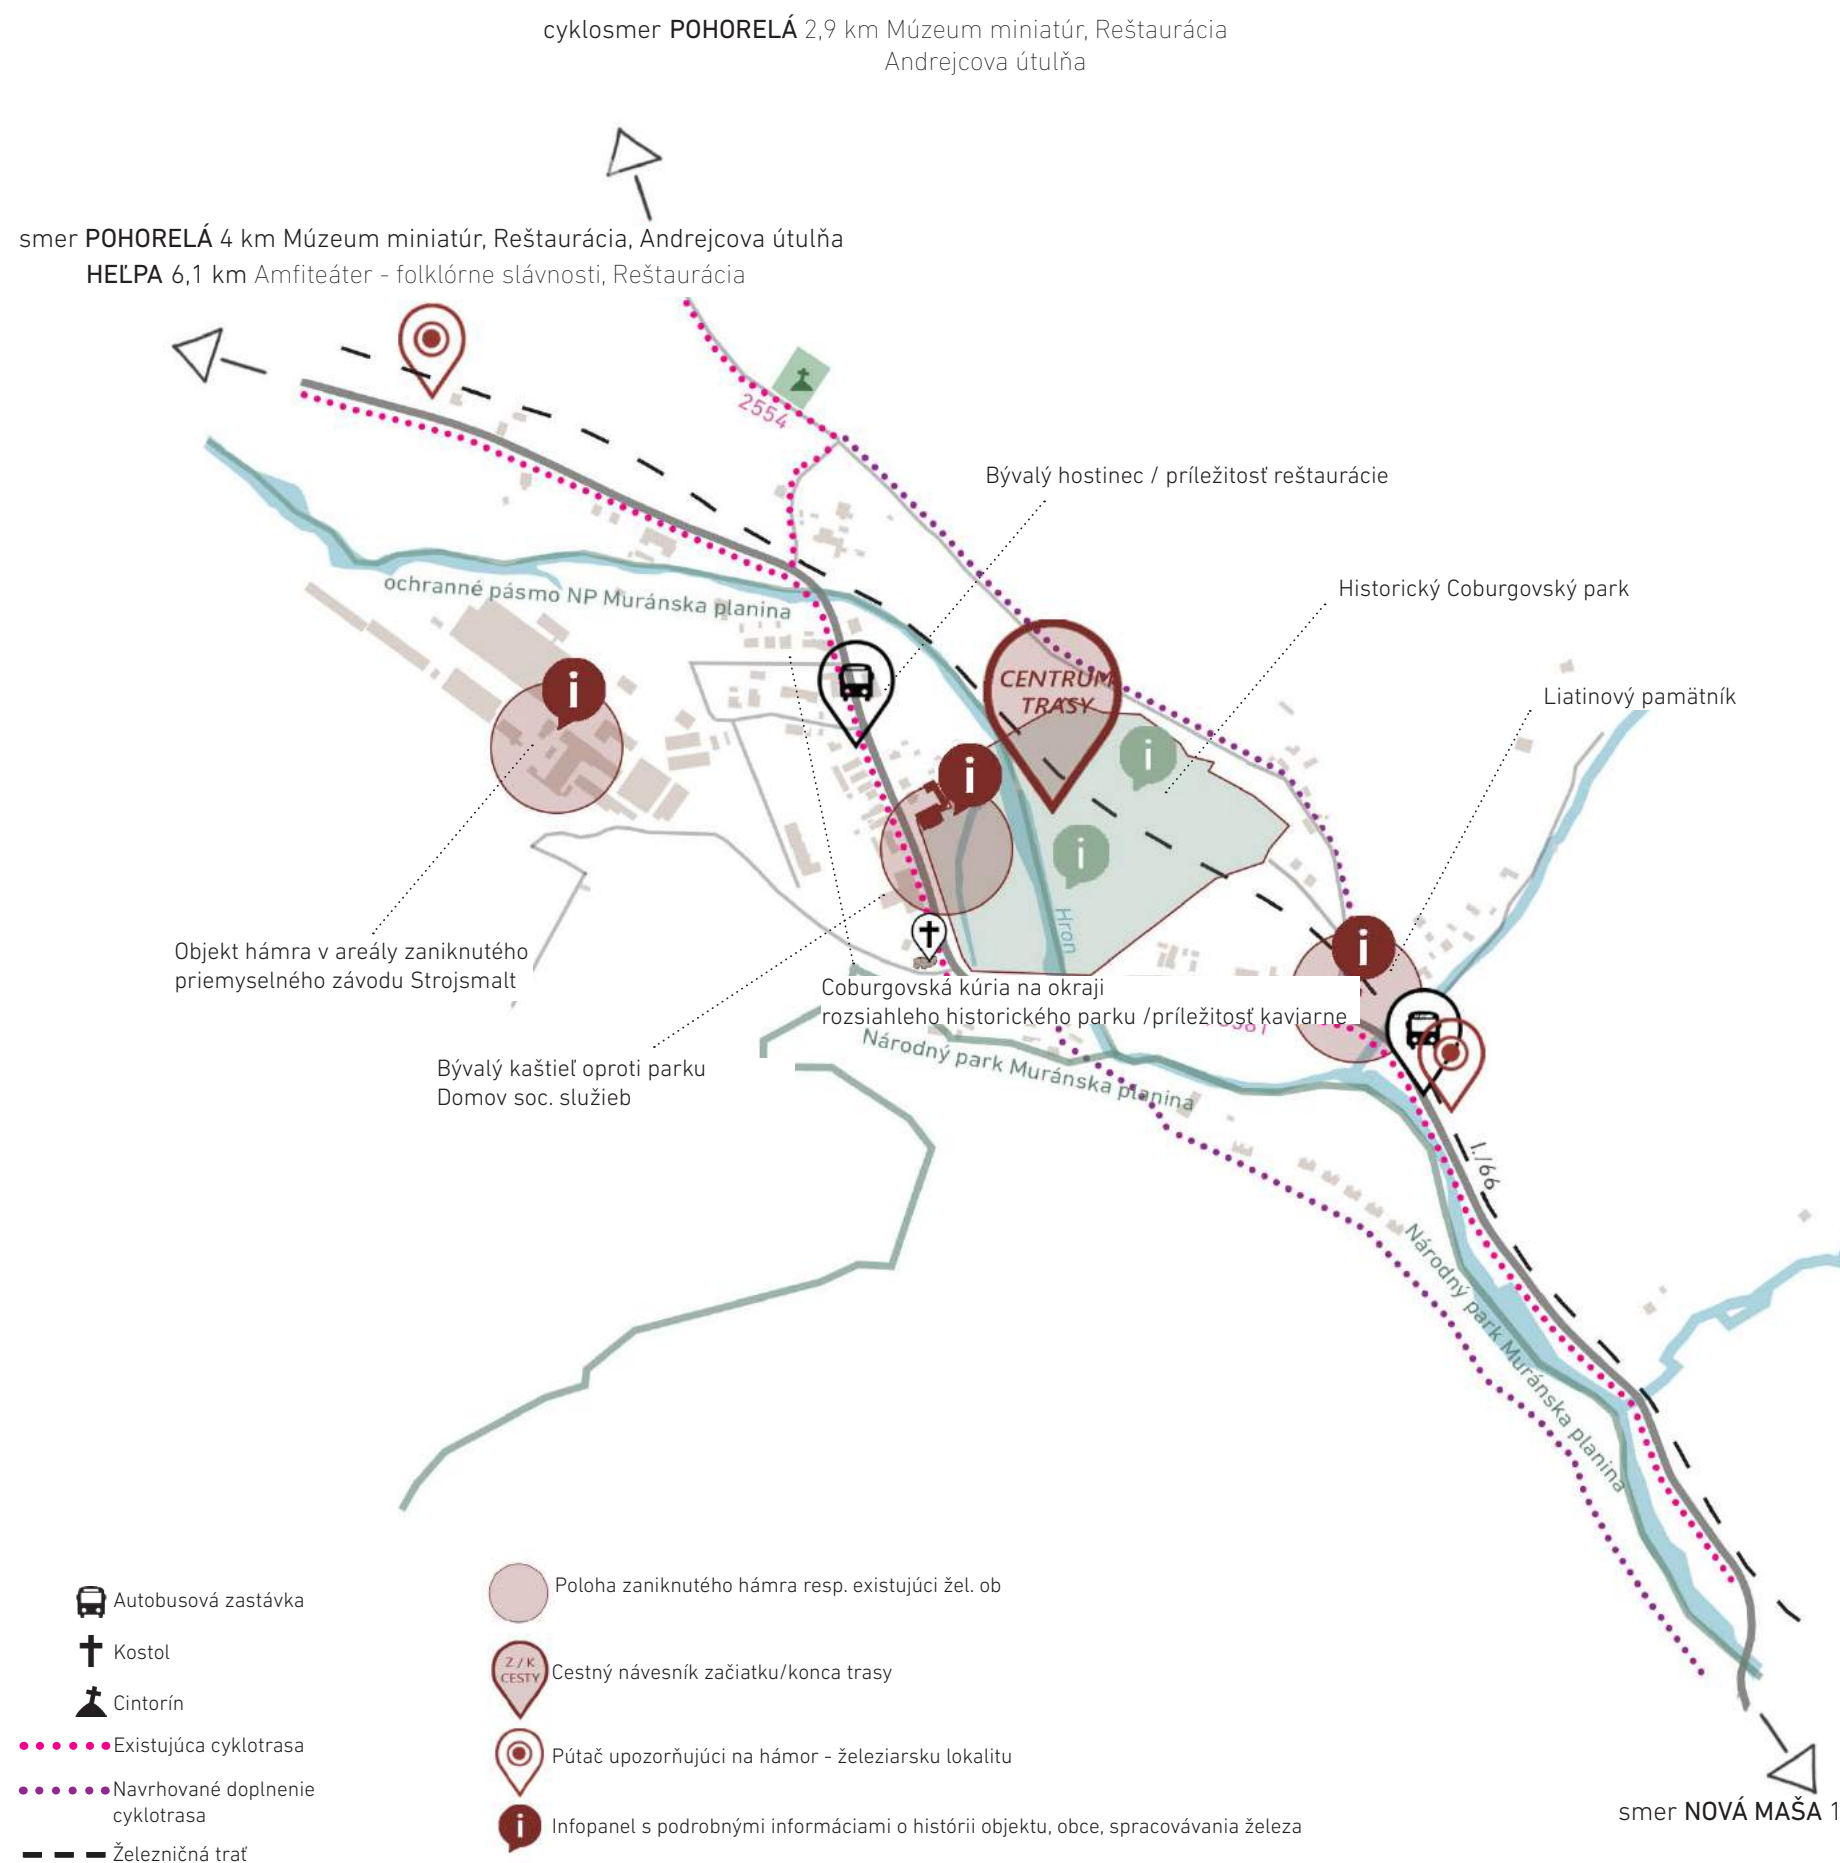 cyklosmer POHORELÁ 2,9 km Múzeum miniatúr, Reštaurácia
Andrejcova útulňa
smer POHORELÁ 4 km Múzeum miniatúr, Reštaurácia, Andrejcova útulňa
HEĽPA 6,1 km Amfiteáter - folklórne slávnosti, Reštaurácia
2554
Bývalý hostinec / príležitosť reštaurácie
ochranné pásmo NP Muránska planina
Historický Coburgovský park
CENTRUM
TRASY
Liatinový pamätník
i
i
i
i
i
Hron
Objekt hámra v areály zaniknutého
priemyselného závodu Strojsmalt
Coburgovská kúria na okraji
rozsiahleho historického parku /príležitosť kaviarne
Národný park Muránska planina
Bývalý kaštieľ oproti parku
Domov soc. služieb
I./66
Národný park Muránska planina
Autobusová zastávka
Kostol
Cintorín
Existujúca cyklotrasa
Navrhované doplnenie
cyklotrasa
Železničná trať
Poloha zaniknutého hámra resp. existujúci žel. ob
Z / K
CESTY
Cestný návesník začiatku/konca trasy
Pútač upozorňujúci na hámor - železiarsku lokalitu
i
Infopanel s podrobnými informáciami o histórii objektu, obce, spracovávania železa
smer NOVÁ MAŠA 1